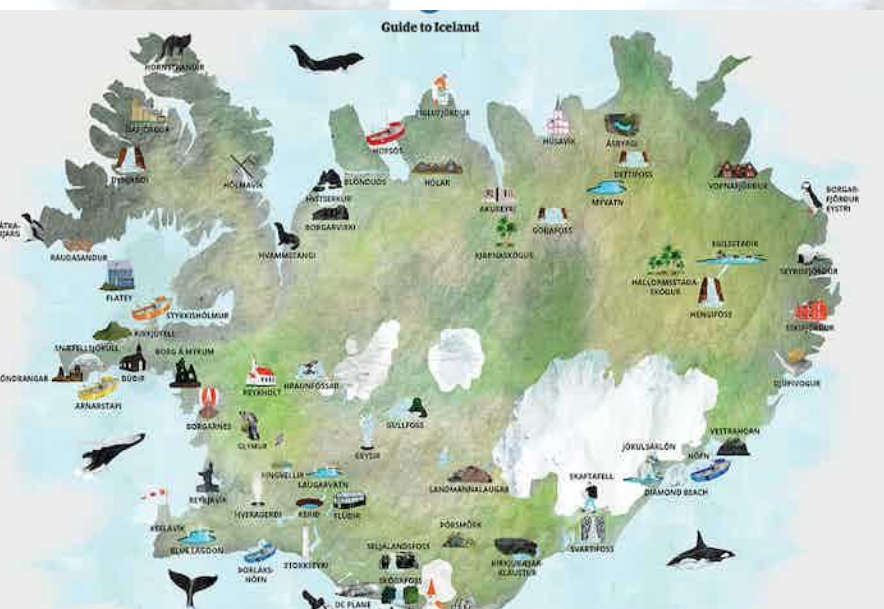 Guide to Iceland
HORNSTRANDIR
SIGLUFJÖRÐUR
HOFSÓS
HÚSAVÍK
ÁSBYRGI
DYNJANDI
HÓLMAVÍK
BLÖNDUÓS
HÓLAR
DETTIFOSS
VOPNAFJÖRÐUR
HVÍTSERKUR
MÝVATN
BORGAR-
FJÖRÐUR
EYSTRI
BORGARVIRKI
AKUREYRI
GOÐAFOSS
RAUÐASANDUR
HVAMMSTANGI
KJARNASKÓGUR
EGILSSTAÐIR
SEYÐISFJÖRÐUR
FLATEY
HALLORMSSTAÐA-
SKÓGUR
STYKKISHÓLMUR
HENGIFOSS
ESKIFJÖRÐUR
KIRKJUFELL
SNÆFELLSJÖKULL
BORG Á MÝRUM
BÚÐIR
REYKHOLT
HRAUNFOSSAR
DJÚPIVOGUR
ARNARSTAPI
BORGARNES
GULLFOSS
GLYMUR
GEYSIR
VESTRAHORN
JÖKULSÁRLÓN
HÖFN
ÞINGVELLIR
LAUGARVATN
LANDMANNALAUGAR
SKAFTAFELL
DIAMOND BEACH
REYKJAVÍK
HVERAGERÐI
KERIÐ
FLÚÐIR
KEFLAVÍK
ÞÓRSMÖRK
BLUE LAGOON
SVARTIFOSS
STOKKSEYRI
SELJALANDSFOSS
KIRKJUBÆJAR-
KLAUSTUR
ÞORLÁKS-
HÖFN
SKÓGAFOSS
DC PLANE